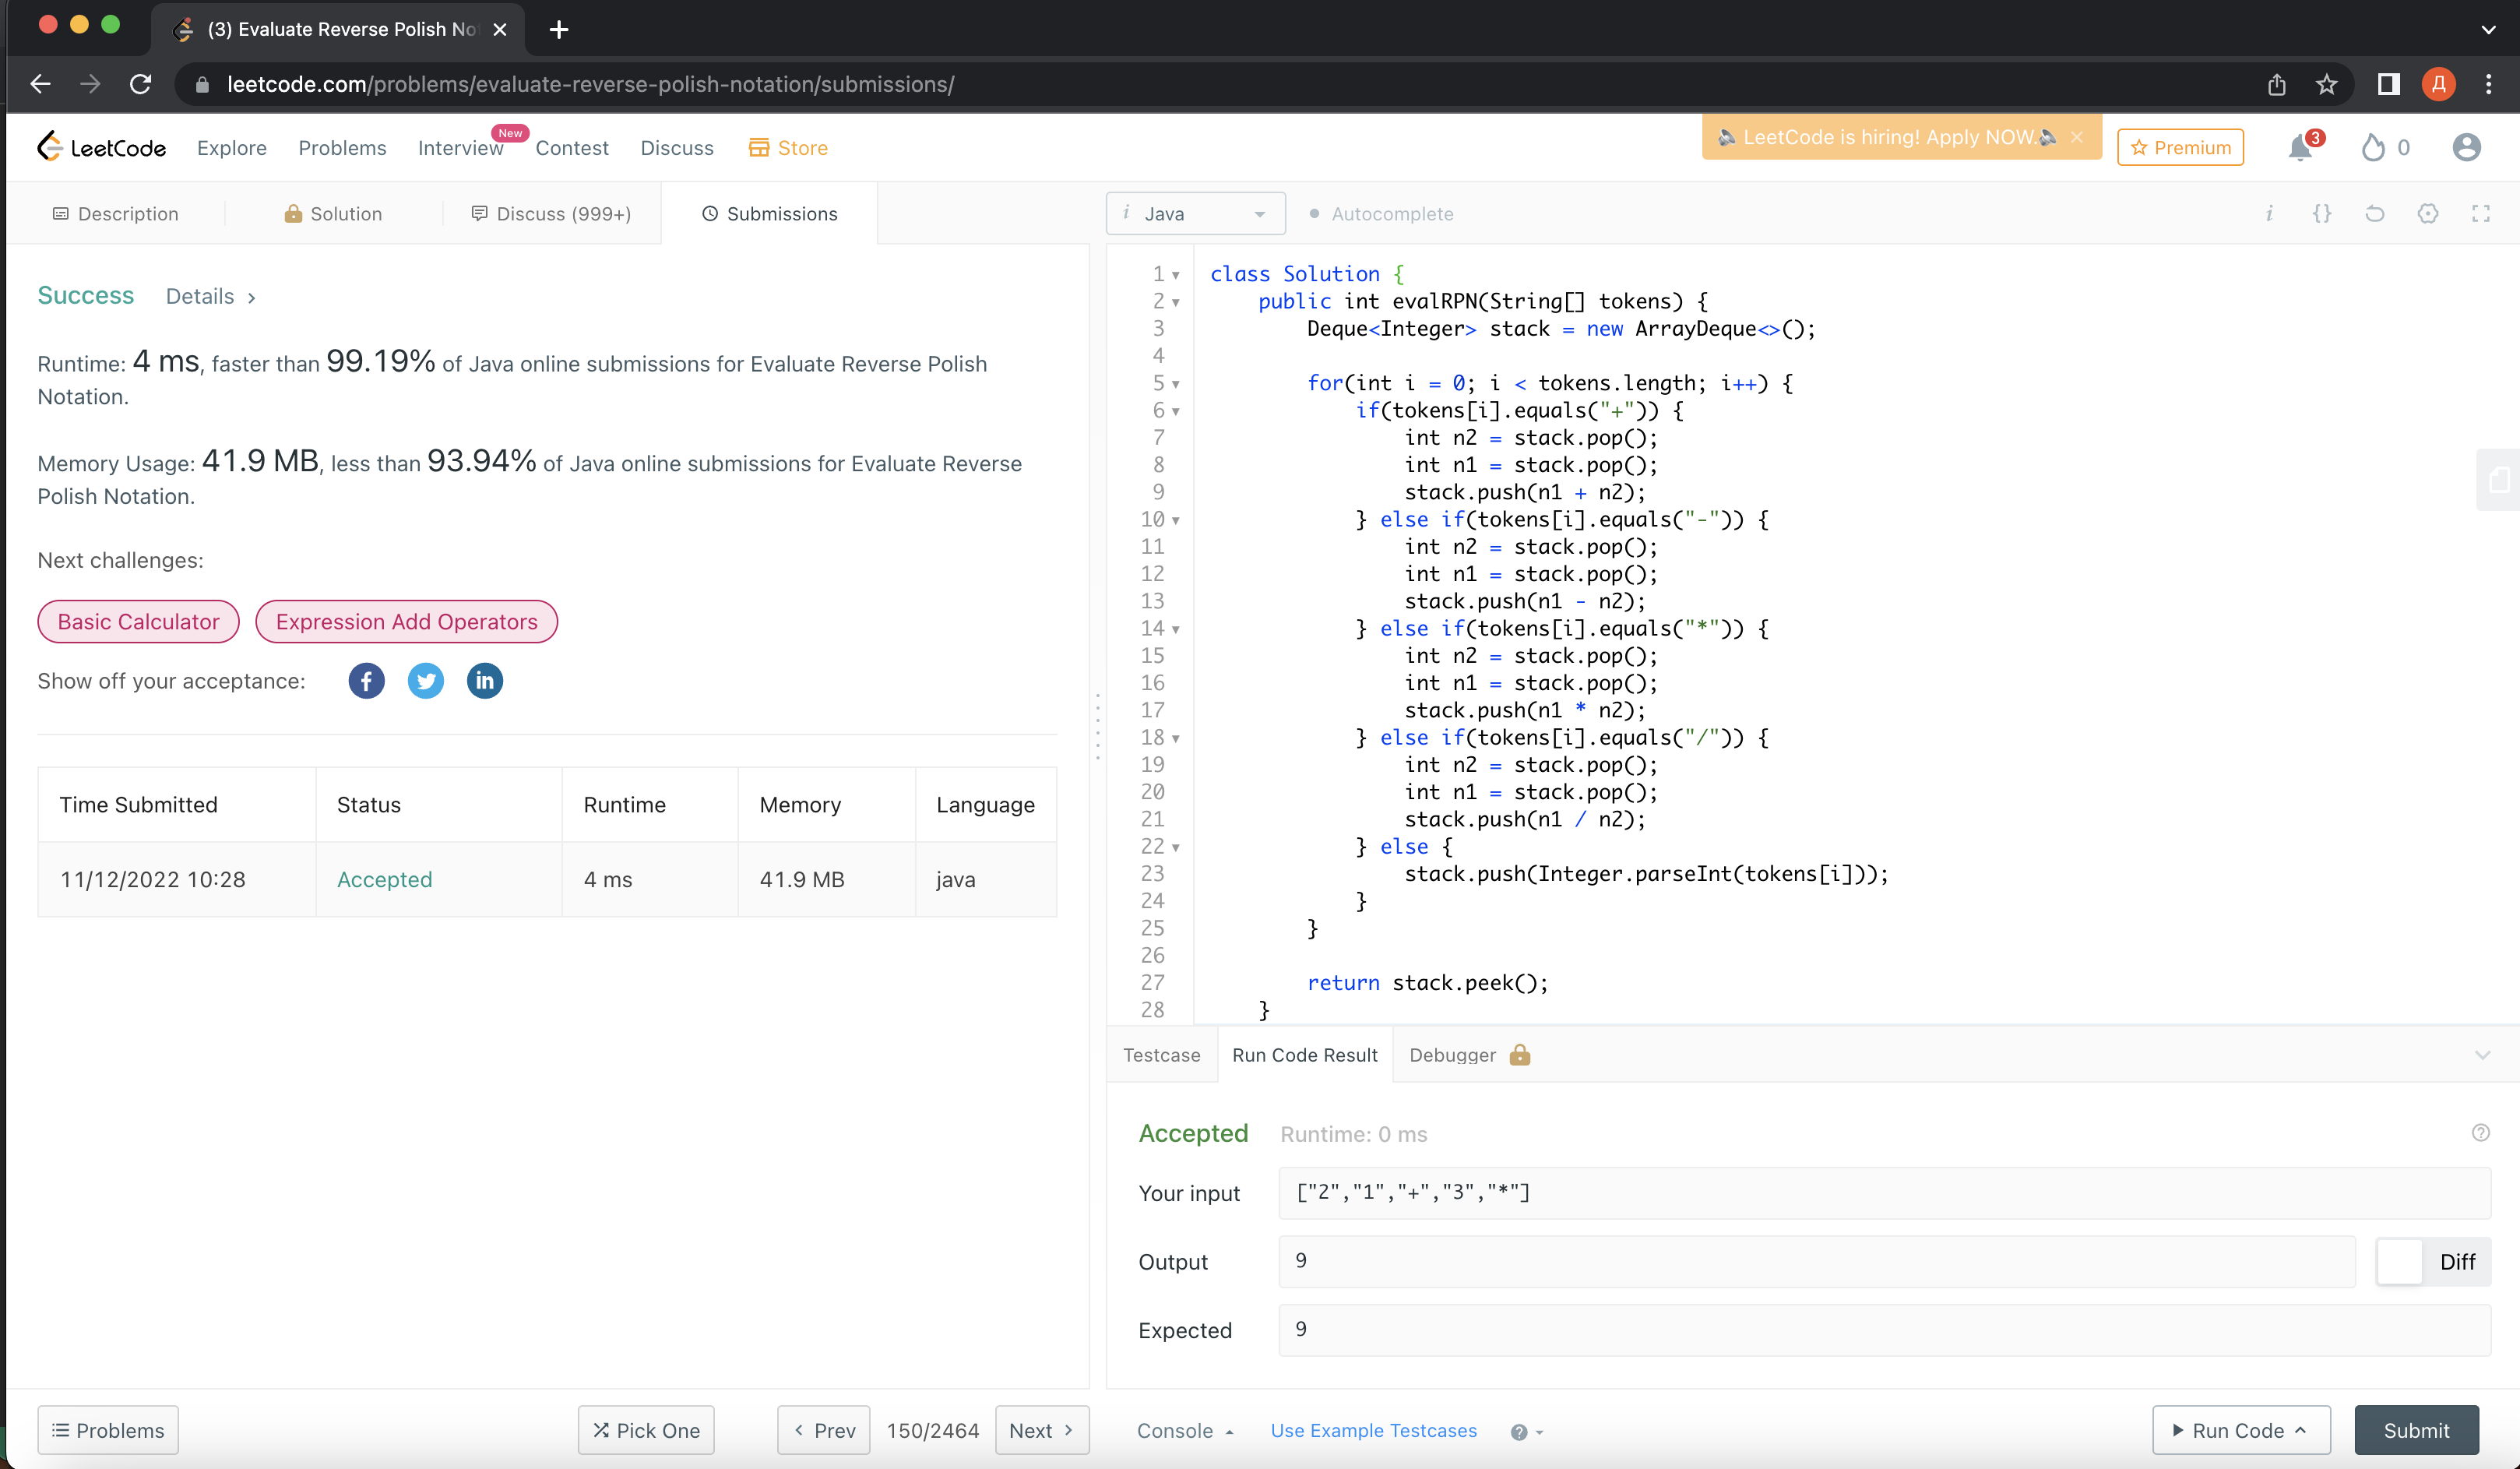 (3) Evaluate Reverse Polish No
leetcode.com/problems/evaluate-reverse-polish-notation/submissions/
Д
LeetCode Explore Problems Interview New Contest Discuss Store
LeetCode is hiring! Apply NOW.
Premium 3 0
Description Solution Discuss (999+) Submissions
Success Details
Runtime: 4 ms, faster than 99.19% of Java online submissions for Evaluate Reverse Polish
Notation.
Memory Usage: 41.9 MB, less than 93.94% of Java online submissions for Evaluate Reverse
Polish Notation.
Next challenges:
Basic Calculator Expression Add Operators
Show off your acceptance:
Time Submitted Status Runtime Memory Language
11/12/2022 10:28 Accepted 4 ms 41.9 MB java
i Java Autocomplete i {}
1 class Solution {
2     public int evalRPN(String[] tokens) {
3         Deque<Integer> stack = new ArrayDeque<>();
4
5         for(int i = 0; i < tokens.length; i++) {
6             if(tokens[i].equals("+")) {
7                 int n2 = stack.pop();
8                 int n1 = stack.pop();
9                 stack.push(n1 + n2);
10             } else if(tokens[i].equals("-")) {
11                 int n2 = stack.pop();
12                 int n1 = stack.pop();
13                 stack.push(n1 - n2);
14             } else if(tokens[i].equals("*")) {
15                 int n2 = stack.pop();
16                 int n1 = stack.pop();
17                 stack.push(n1 * n2);
18             } else if(tokens[i].equals("/")) {
19                 int n2 = stack.pop();
20                 int n1 = stack.pop();
21                 stack.push(n1 / n2);
22             } else {
23                 stack.push(Integer.parseInt(tokens[i]));
24             }
25         }
26
27         return stack.peek();
28     }
Testcase Run Code Result Debugger
Accepted Runtime: 0 ms
Your input ["2","1","+","3","*"]
Output 9 Diff
Expected 9
Problems Pick One Prev 150/2464 Next Console Use Example Testcases Run Code Submit